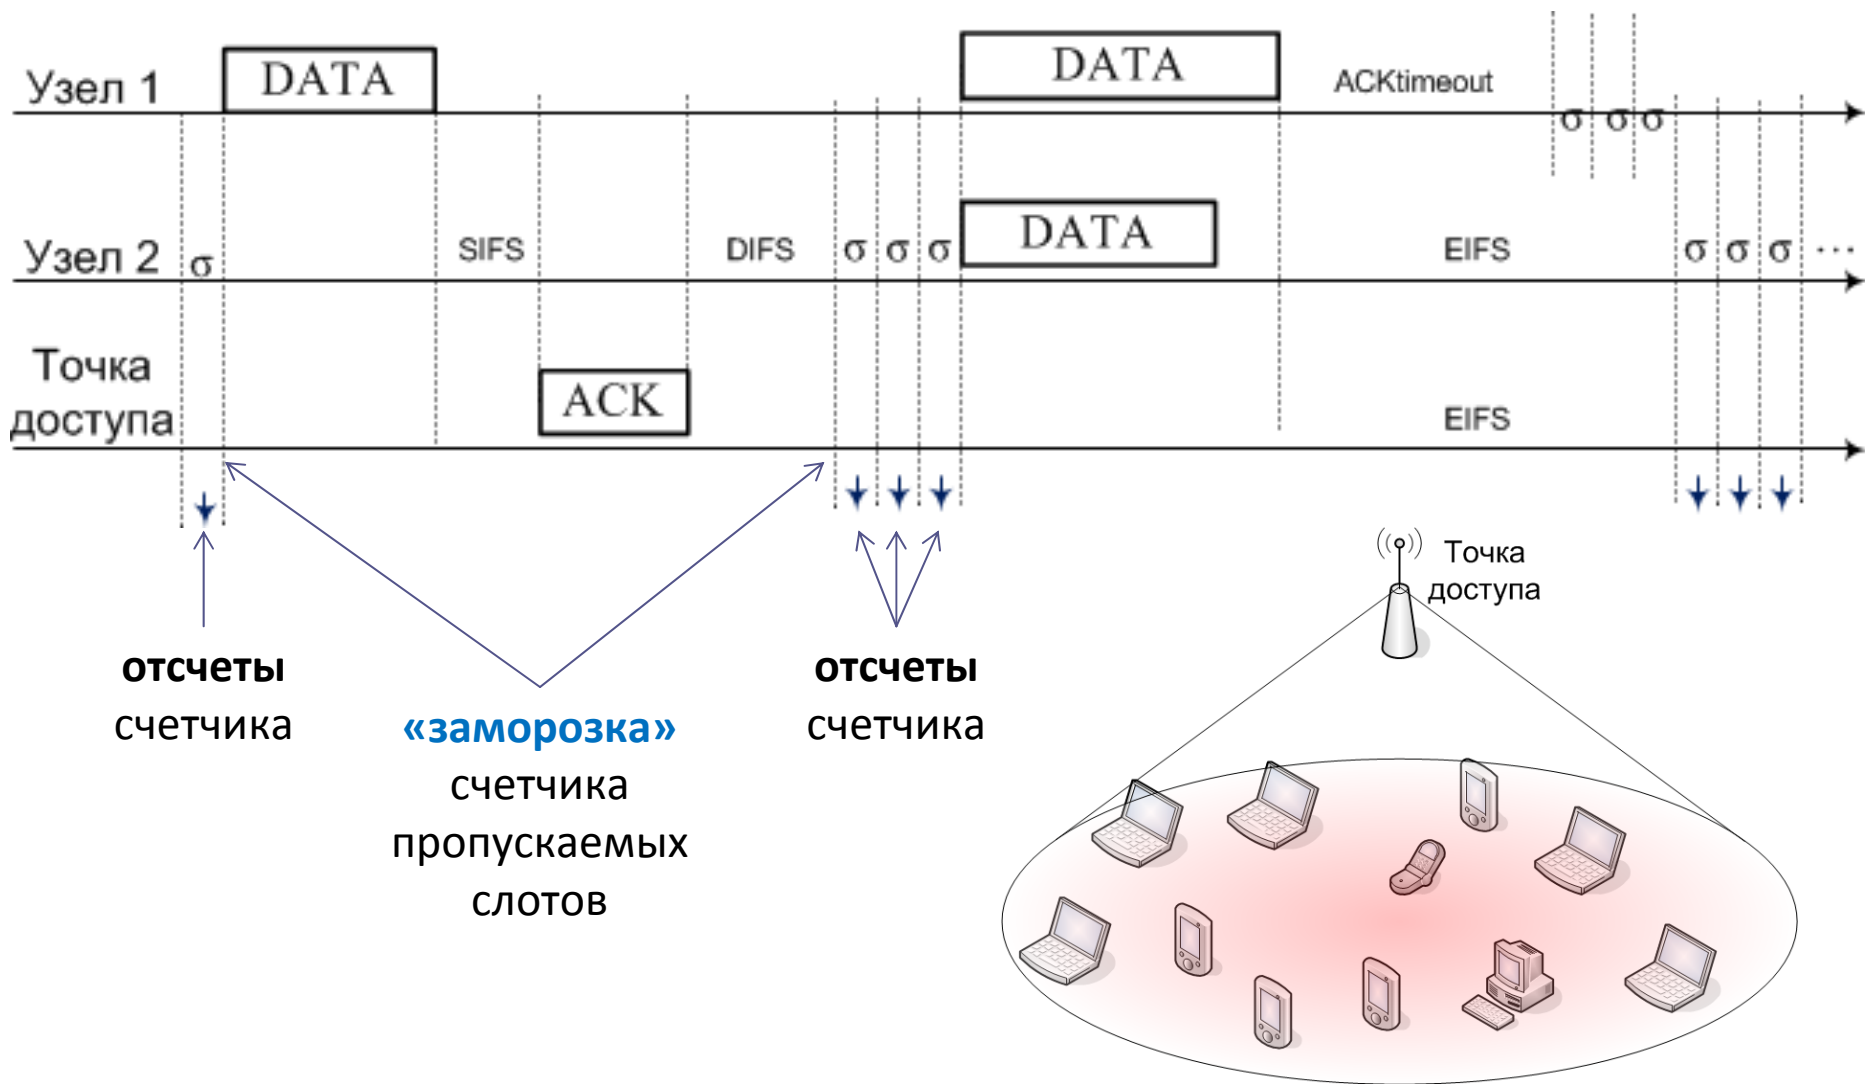 Узел 1
DATA
DATA
ACKtimeout
σ σ σ
Узел 2
σ
SIFS
DIFS
σ σ σ
DATA
EIFS
σ σ σ ...
Точка
доступа
ACK
EIFS
отсчеты
счетчика
«заморозка»
счетчика
пропускаемых
слотов
отсчеты
счетчика
Точка
доступа